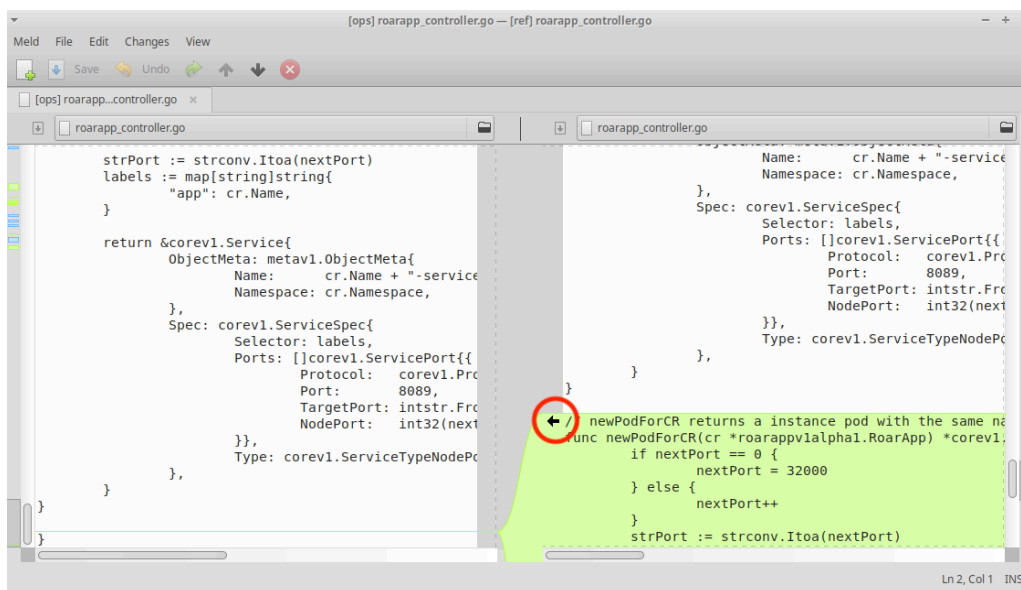 [ops] roarapp_controller.go — [ref] roarapp_controller.go
Meld File Edit Changes View
Save Undo
[ops] roarapp...controller.go ×
roarapp_controller.go
strPort := strconv.Itoa(nextPort)
labels := map[string]string{
"app": cr.Name,
}
return &corev1.Service{
ObjectMeta: metav1.ObjectMeta{
Name: cr.Name + "-service
Namespace: cr.Namespace,
},
Spec: corev1.ServiceSpec{
Selector: labels,
Ports: []corev1.ServicePort{{
Protocol: corev1.Pro
Port: 8089,
TargetPort: intstr.Fro
NodePort: int32(next
}},
Type: corev1.ServiceTypeNodePo
},
}
}
}
roarapp_controller.go
ObjectMeta: metav1.ObjectMeta{
Name: cr.Name + "-service
Namespace: cr.Namespace,
},
Spec: corev1.ServiceSpec{
Selector: labels,
Ports: []corev1.ServicePort{{
Protocol: corev1.Pro
Port: 8089,
TargetPort: intstr.Fro
NodePort: int32(next
}},
Type: corev1.ServiceTypeNodePo
},
}
}
// newPodForCR returns a instance pod with the same na
func newPodForCR(cr *roarappv1alpha1.RoarApp) *corev1.
if nextPort == 0 {
nextPort = 32000
} else {
nextPort++
}
strPort := strconv.Itoa(nextPort)
Ln 2, Col 1 INS